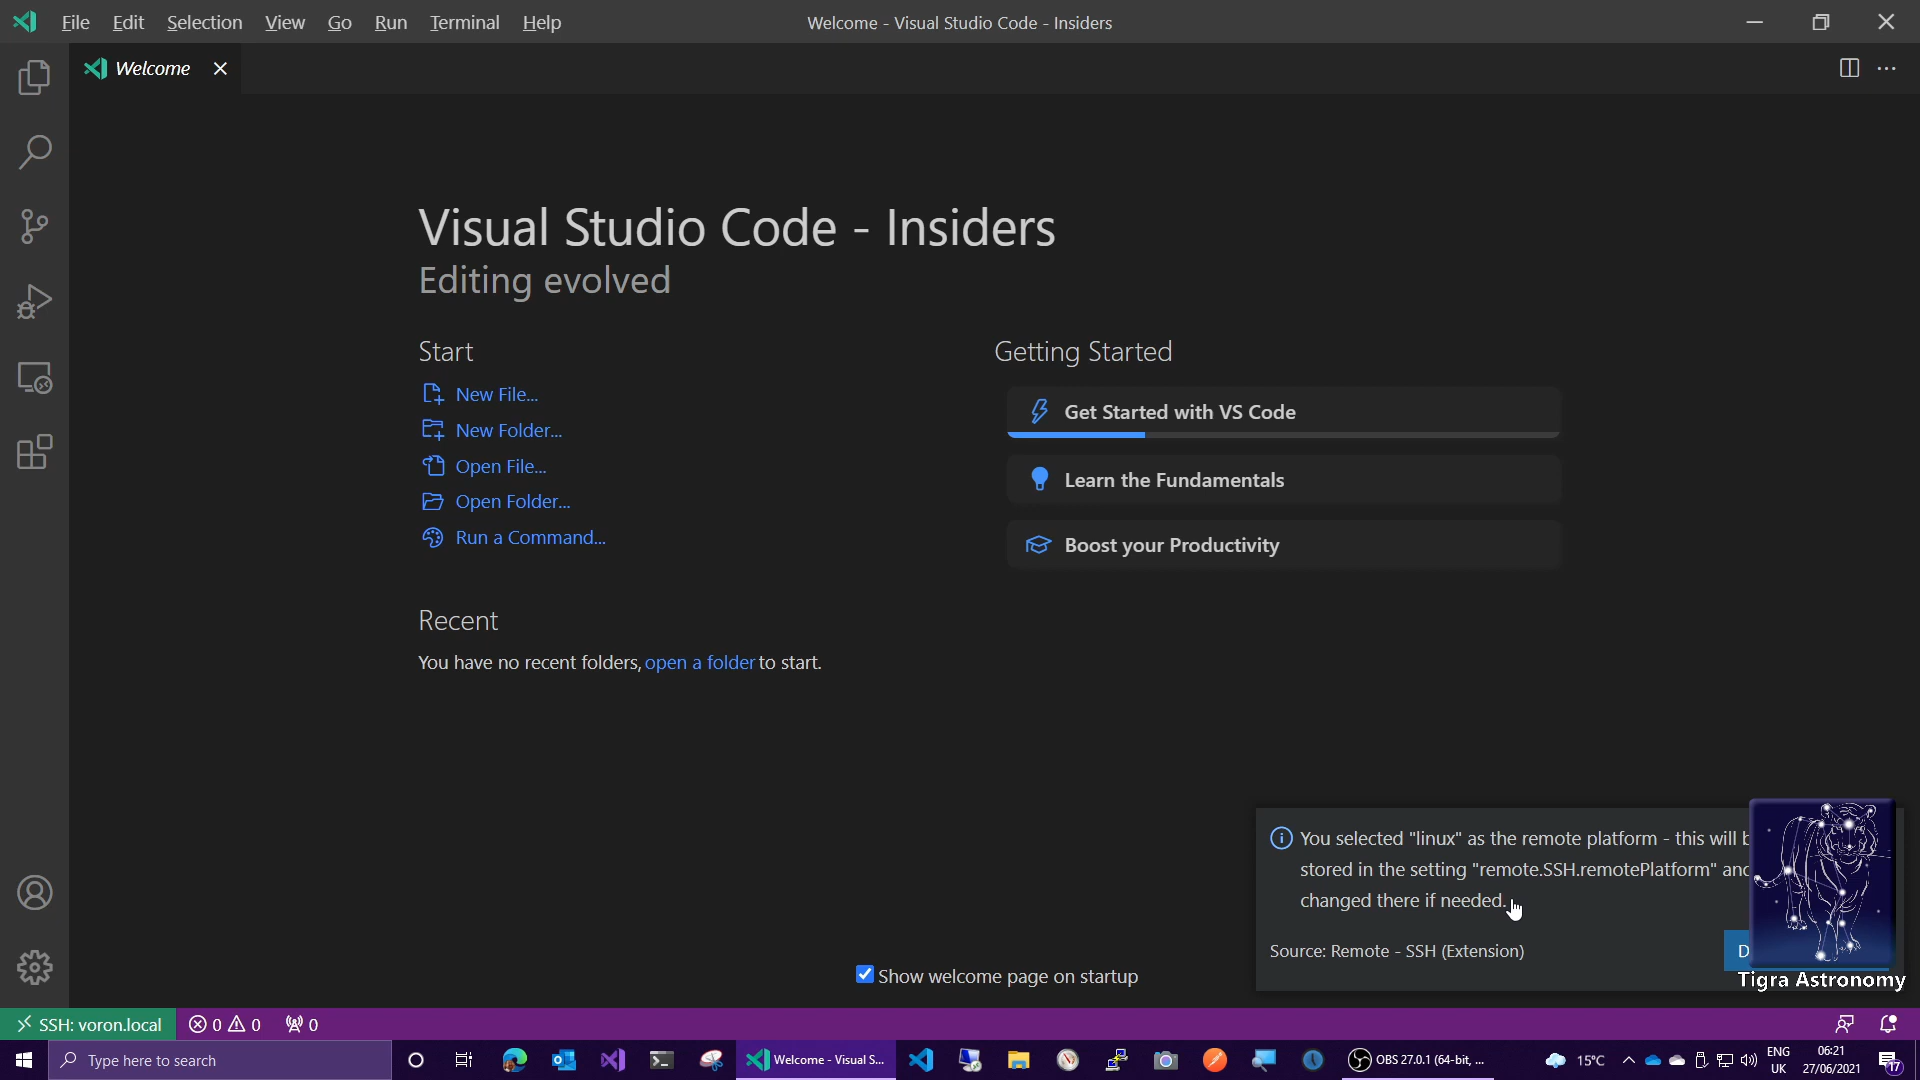 File Edit Selection View Go Run Terminal Help
Welcome - Visual Studio Code - Insiders
Welcome
Visual Studio Code - Insiders
Editing evolved
Start
New File...
New Folder...
Open File...
Open Folder...
Run a Command...
Getting Started
Get Started with VS Code
Learn the Fundamentals
Boost your Productivity
Recent
You have no recent folders, open a folder to start.
Show welcome page on startup
You selected "linux" as the remote platform - this will
stored in the setting "remote.SSH.remotePlatform"
changed there if needed.
Source: Remote - SSH (Extension)
Tigra Astronomy
SSH: voron.local 0 0 0
Type here to search
Welcome - Visual S...
OBS 27.0.1 (64-bit, ...
15°C
ENG
UK
06:21
27/06/2021
17